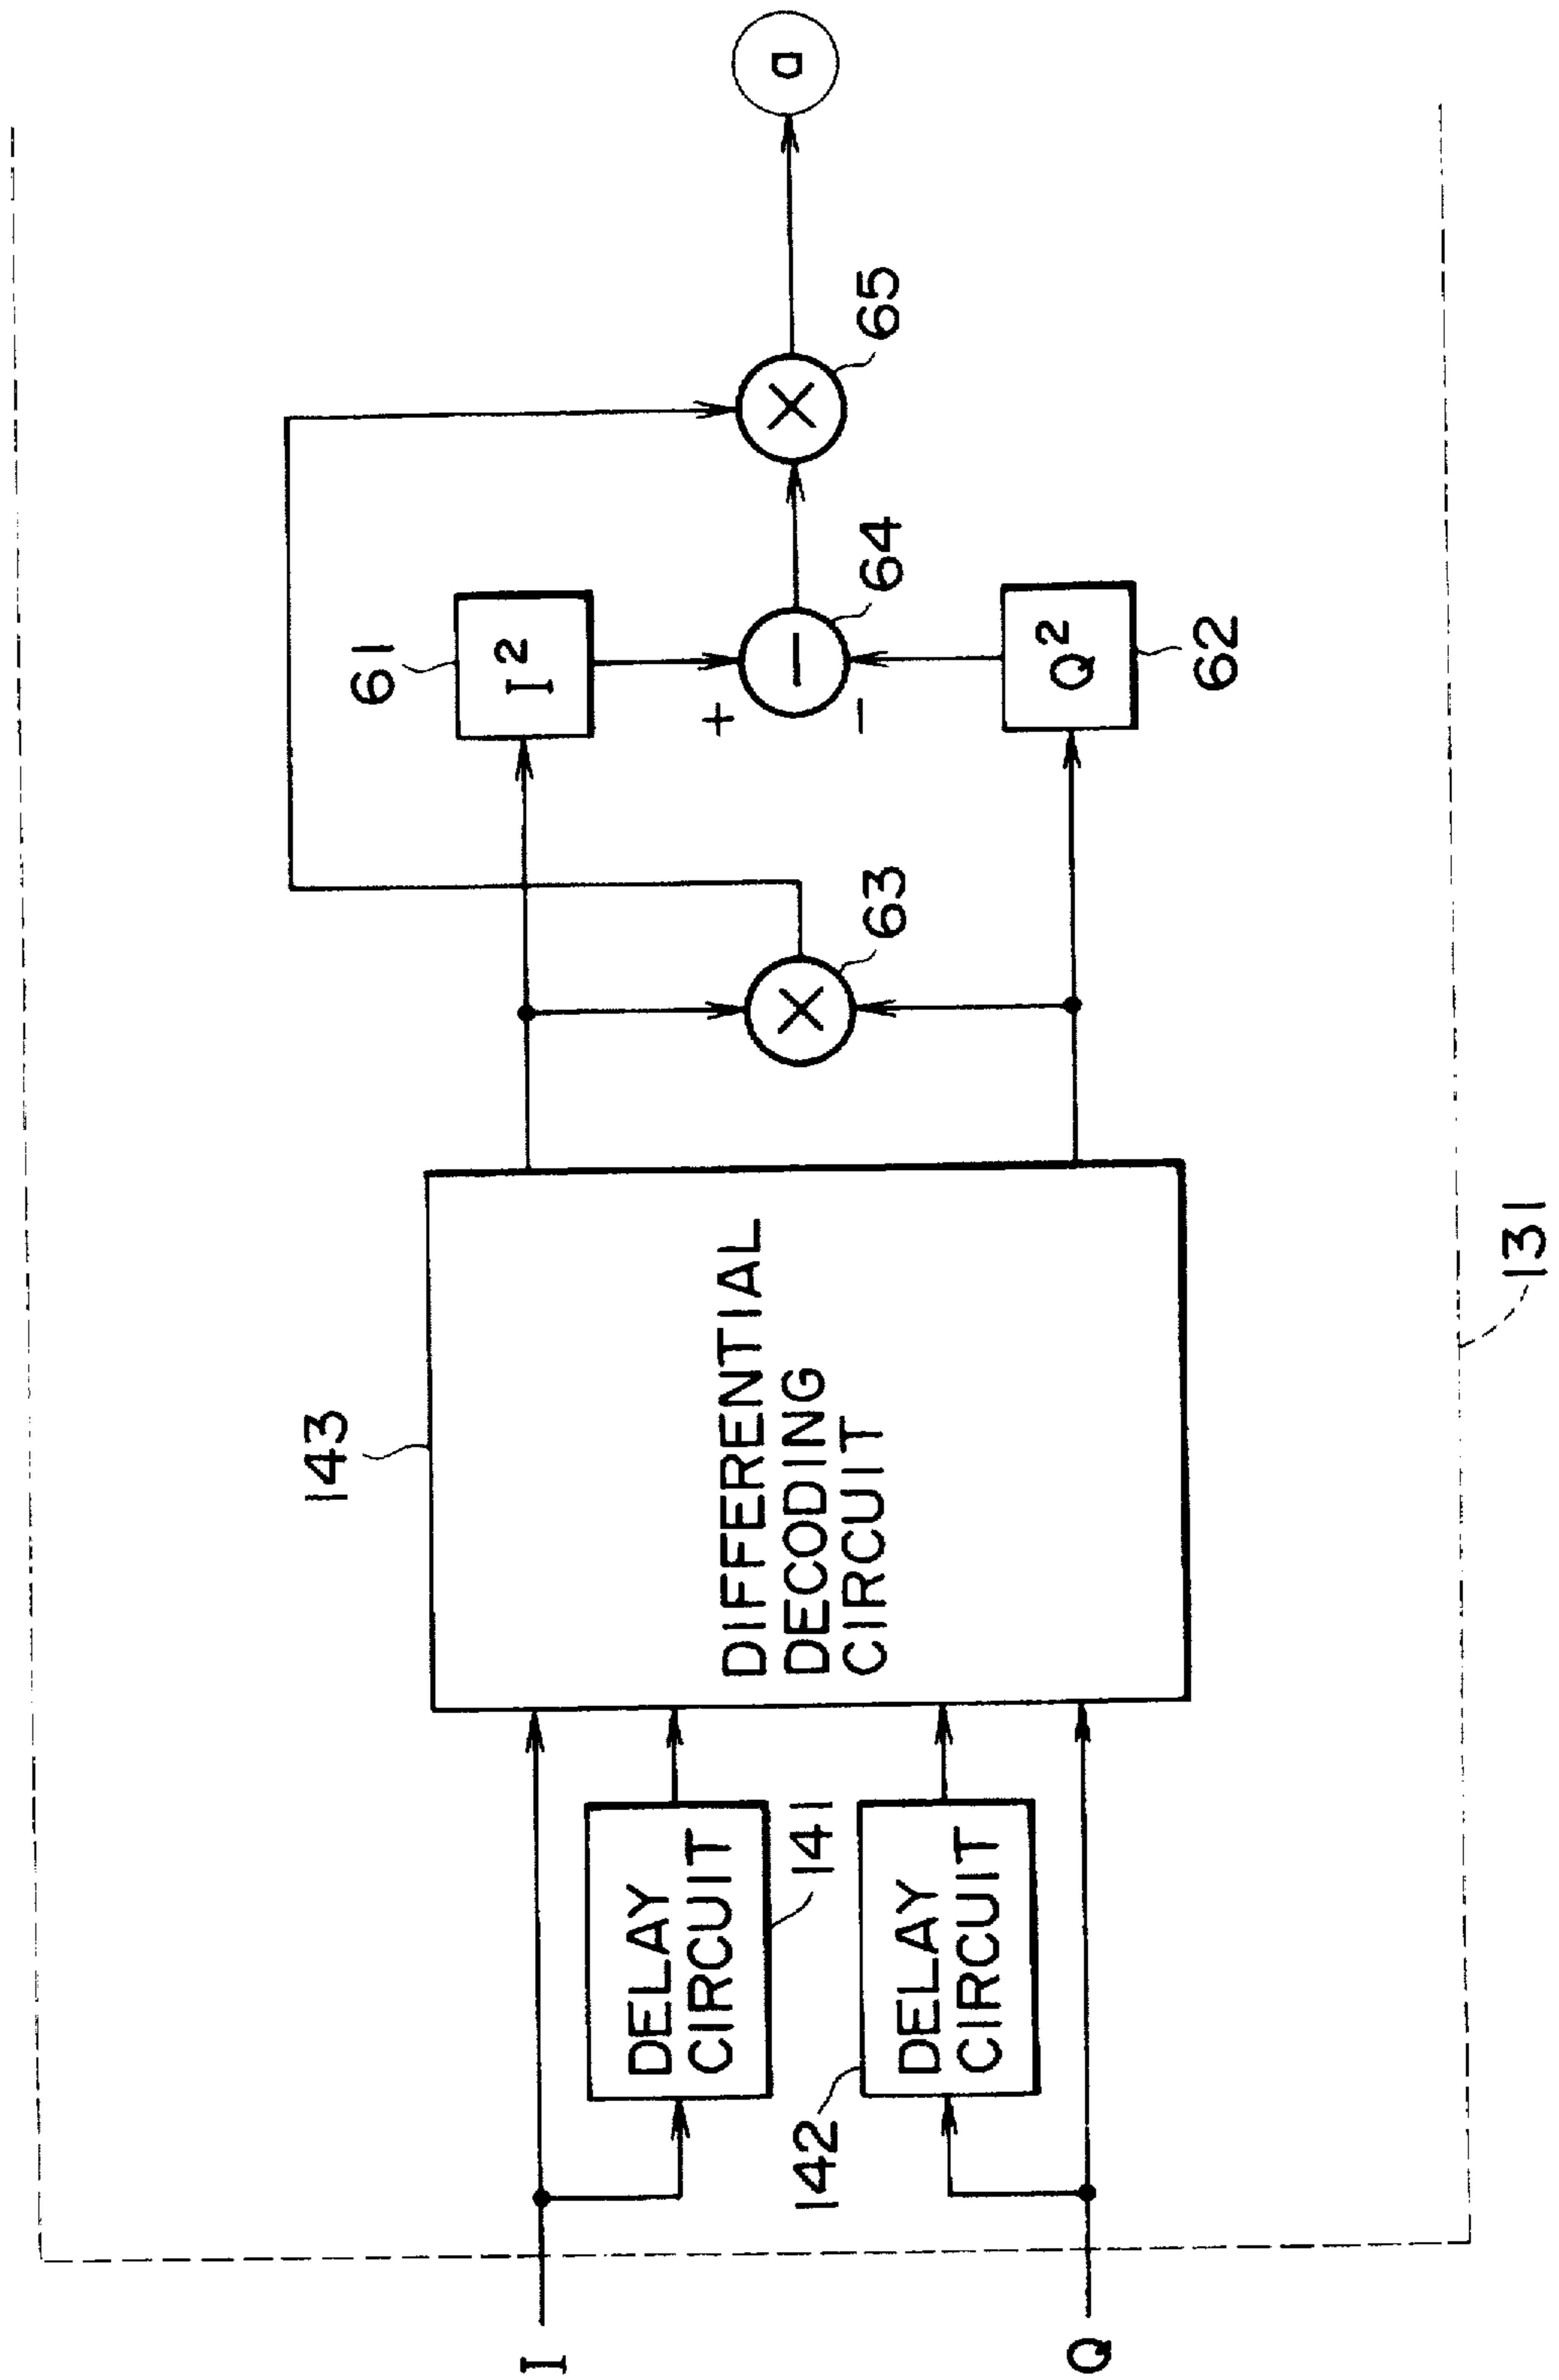 I
Q
142
DELAY
CIRCUIT
141
DELAY
CIRCUIT
143
DIFFERENTIAL
DECODING
CIRCUIT
131
63
61
I²
+
−
64
Q²
62
65
a